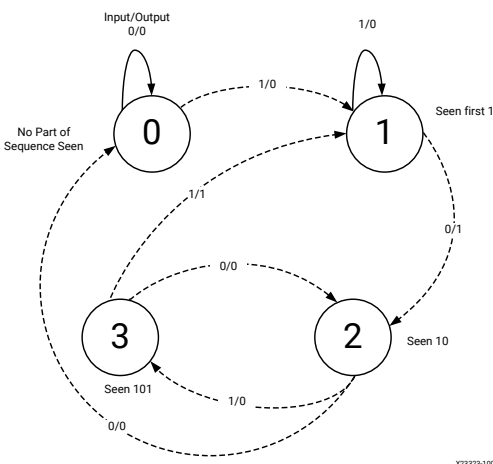 Input/Output
0/0
1/0
1/0
0
1
Seen first 1
No Part of
Sequence Seen
1/1
0/1
0/0
3
2
Seen 10
Seen 101
1/0
0/0